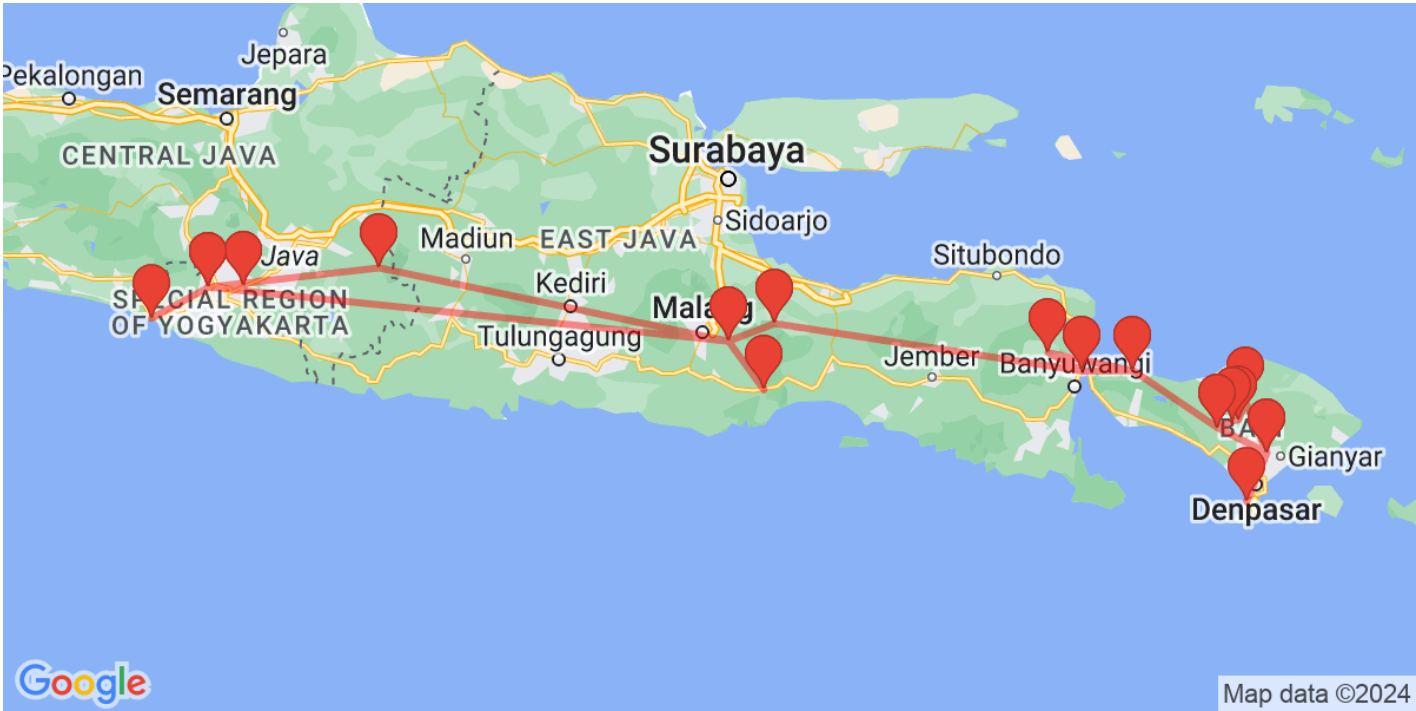 Jepara
Pekalongan
Semarang
CENTRAL JAVA
Surabaya
Sidoarjo
Java
Madiun
EAST JAVA
Situbondo
Kediri
SPECIAL REGION
OF YOGYAKARTA
Malang
Tulungagung
Jember
Banyuwangi
BALI
Gianyar
Denpasar
Google
Map data ©2024